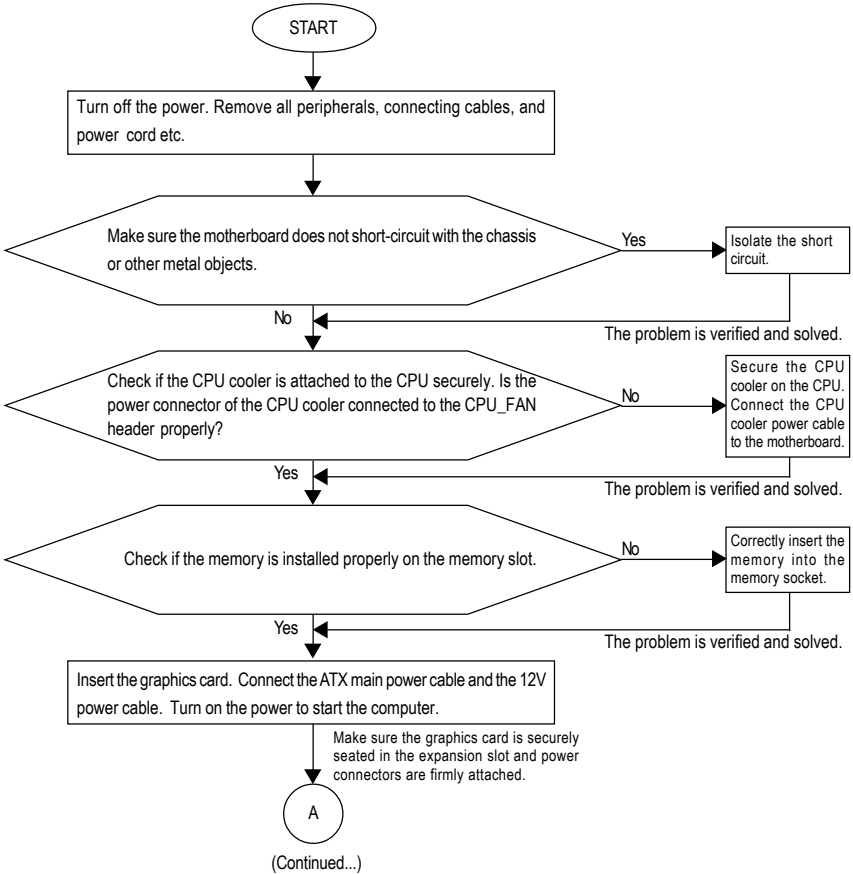 START
Turn off the power. Remove all peripherals, connecting cables, and
power cord etc.
Make sure the motherboard does not short-circuit with the chassis
or other metal objects.
Yes
Isolate the short
circuit.
No
The problem is verified and solved.
Check if the CPU cooler is attached to the CPU securely. Is the
power connector of the CPU cooler connected to the CPU_FAN
header properly?
No
Secure the CPU
cooler on the CPU.
Connect the CPU
cooler power cable
to the motherboard.
Yes
The problem is verified and solved.
Check if the memory is installed properly on the memory slot.
No
Correctly insert the
memory into the
memory socket.
Yes
The problem is verified and solved.
Insert the graphics card. Connect the ATX main power cable and the 12V
power cable. Turn on the power to start the computer.
Make sure the graphics card is securely
seated in the expansion slot and power
connectors are firmly attached.
A
(Continued...)